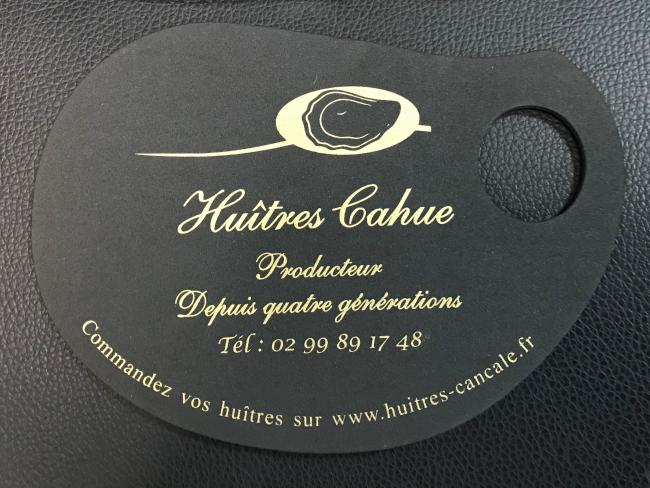 Huîtres Cahue
Producteur
Depuis quatre générations
Tél : 02 99 89 17 48
Commandez vos huîtres sur www.huitres-cancale.fr